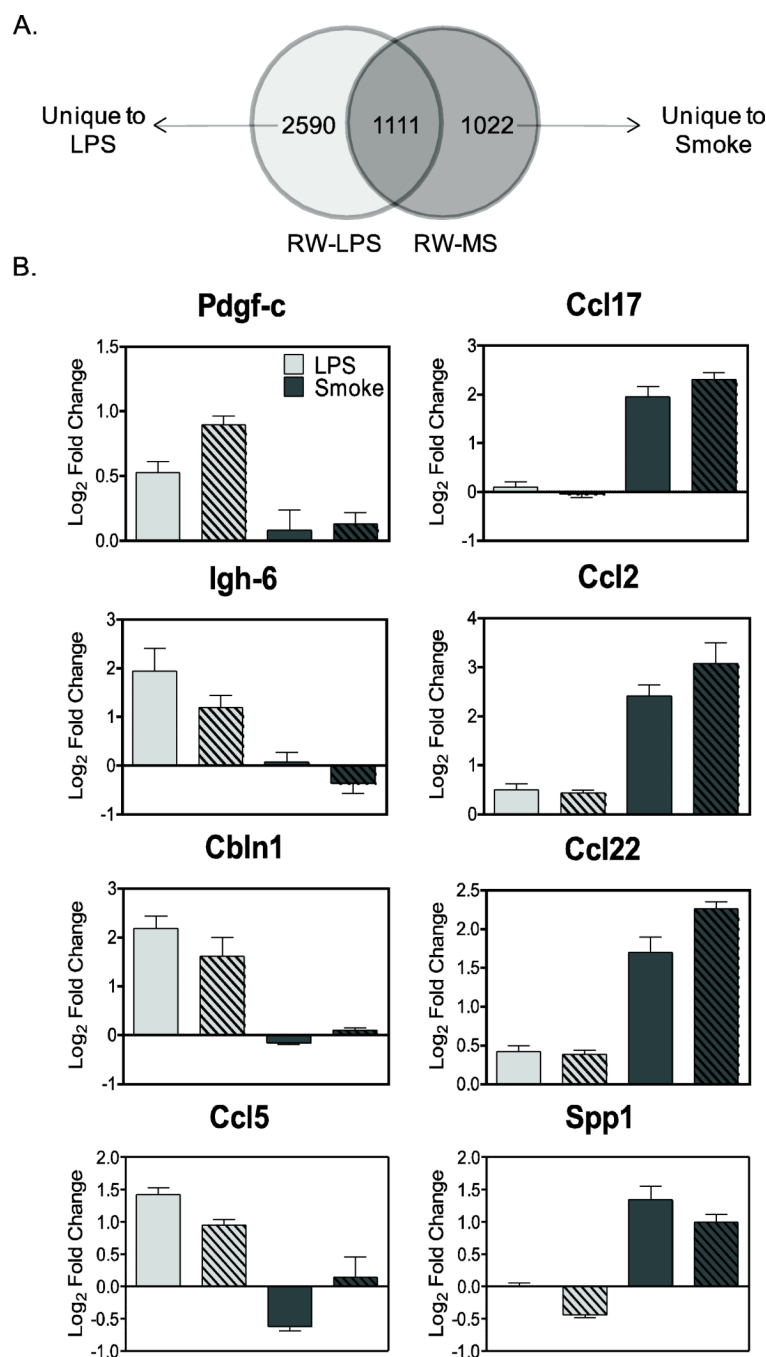 A.
Unique to LPS
2590
1111
1022
Unique to Smoke
RW-LPS
RW-MS
B.
Pdgf-c
Log2 Fold Change
1.5
1.0
0.5
0.0
LPS
Smoke
Ccl17
Log2 Fold Change
3
2
1
0
-1
Igh-6
Log2 Fold Change
3
2
1
0
-1
Ccl2
Log2 Fold Change
4
3
2
1
0
Cbln1
Log2 Fold Change
3
2
1
0
-1
Ccl22
Log2 Fold Change
2.5
2.0
1.5
1.0
0.5
0.0
Ccl5
Log2 Fold Change
2.0
1.5
1.0
0.5
0.0
-0.5
-1.0
Spp1
Log2 Fold Change
2.0
1.5
1.0
0.5
0.0
-0.5
-1.0